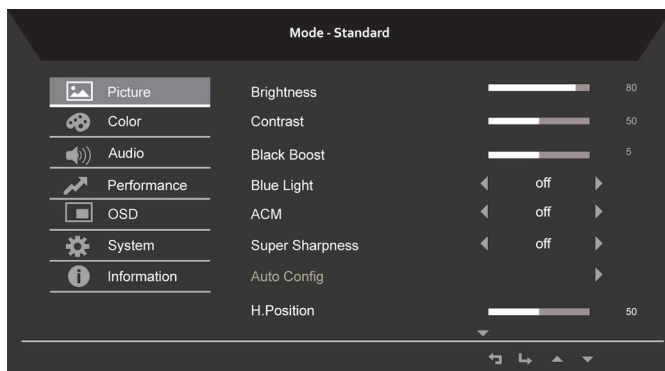 Mode - Standard
Picture
Color
Audio
Performance
OSD
System
Information
Brightness 80
Contrast 50
Black Boost 5
Blue Light off
ACM off
Super Sharpness off
Auto Config
H.Position 50